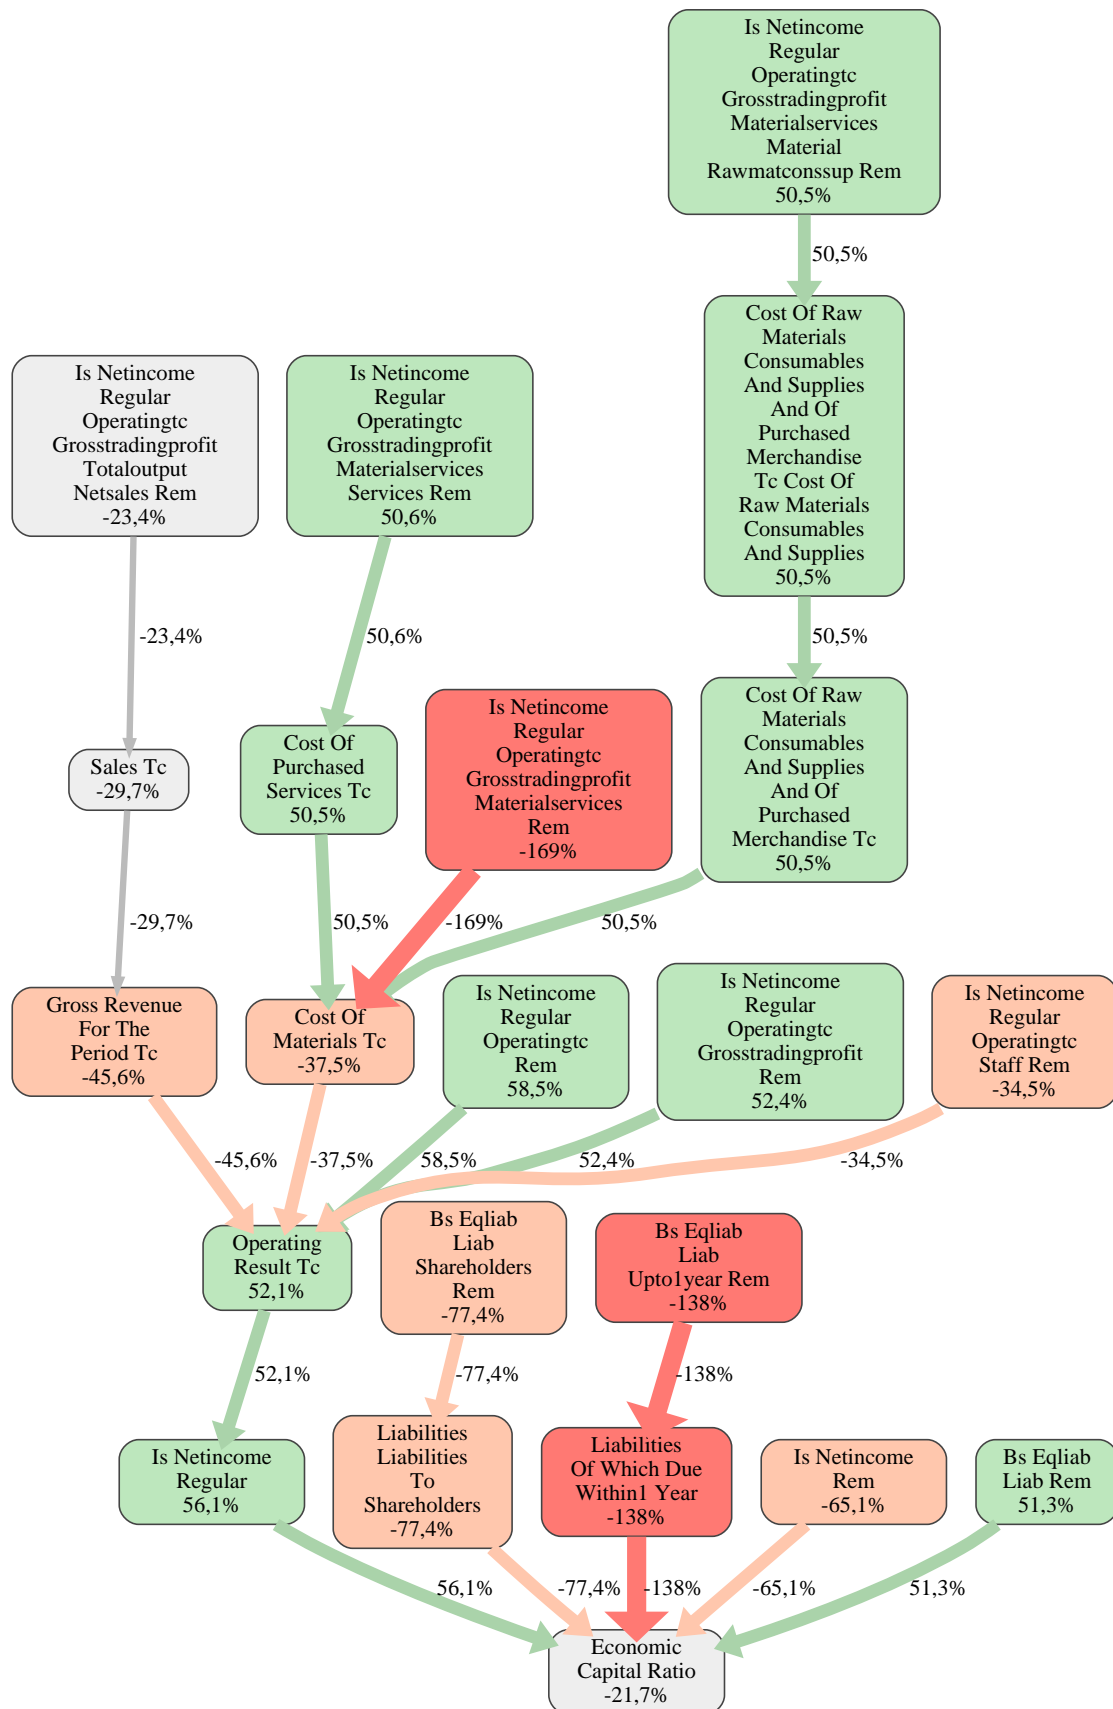 Is Netincome
Regular
Operatingtc
Grosstradingprofit
Materialservices
Material
Rawmatconssup Rem
50,5%
50,5%
Cost Of Raw
Materials
Consumables
And Supplies
And Of
Purchased
Merchandise
Tc Cost Of
Raw Materials
Consumables
And Supplies
50,5%
Is Netincome
Regular
Operatingtc
Grosstradingprofit
Totaloutput
Netsales Rem
-23,4%
Is Netincome
Regular
Operatingtc
Grosstradingprofit
Materialservices
Services Rem
50,6%
-23,4%
50,6%
50,5%
Sales Tc
-29,7%
Cost Of
Purchased
Services Tc
50,5%
Is Netincome
Regular
Operatingtc
Grosstradingprofit
Materialservices
Rem
-169%
Cost Of Raw
Materials
Consumables
And Supplies
And Of
Purchased
Merchandise Tc
50,5%
-29,7%
50,5%
-169%
50,5%
Gross Revenue
For The
Period Tc
-45,6%
Cost Of
Materials Tc
-37,5%
Is Netincome
Regular
Operatingtc
Rem
58,5%
Is Netincome
Regular
Operatingtc
Grosstradingprofit
Rem
52,4%
Is Netincome
Regular
Operatingtc
Staff Rem
-34,5%
-45,6%
-37,5%
58,5%
52,4%
-34,5%
Operating
Result Tc
52,1%
Bs Eqliab
Liab
Shareholders
Rem
-77,4%
Bs Eqliab
Liab
Upto1year Rem
-138%
52,1%
-77,4%
-138%
Is Netincome
Regular
56,1%
Liabilities
Liabilities
To
Shareholders
-77,4%
Liabilities
Of Which Due
Within1 Year
-138%
Is Netincome
Rem
-65,1%
Bs Eqliab
Liab Rem
51,3%
56,1%
-77,4%
-138%
-65,1%
51,3%
Economic
Capital Ratio
-21,7%